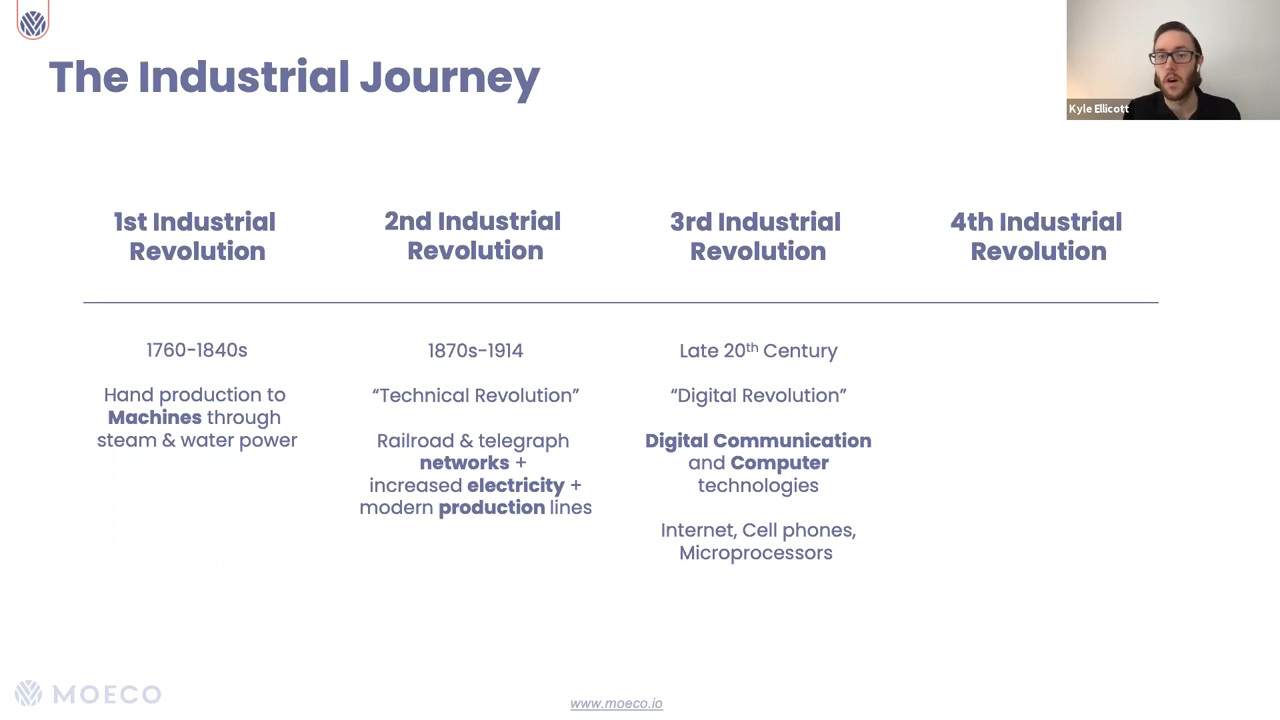 The Industrial Journey
Kyle Ellicott
1st Industrial
Revolution
2nd Industrial
Revolution
3rd Industrial
Revolution
4th Industrial
Revolution
1760-1840s
Hand production to
Machines through
steam & water power
1870s-1914
“Technical Revolution”
Railroad & telegraph
networks +
increased electricity +
modern production lines
Late 20th Century
“Digital Revolution”
Digital Communication
and Computer
technologies
Internet, Cell phones,
Microprocessors
MOECO
www.moeco.io